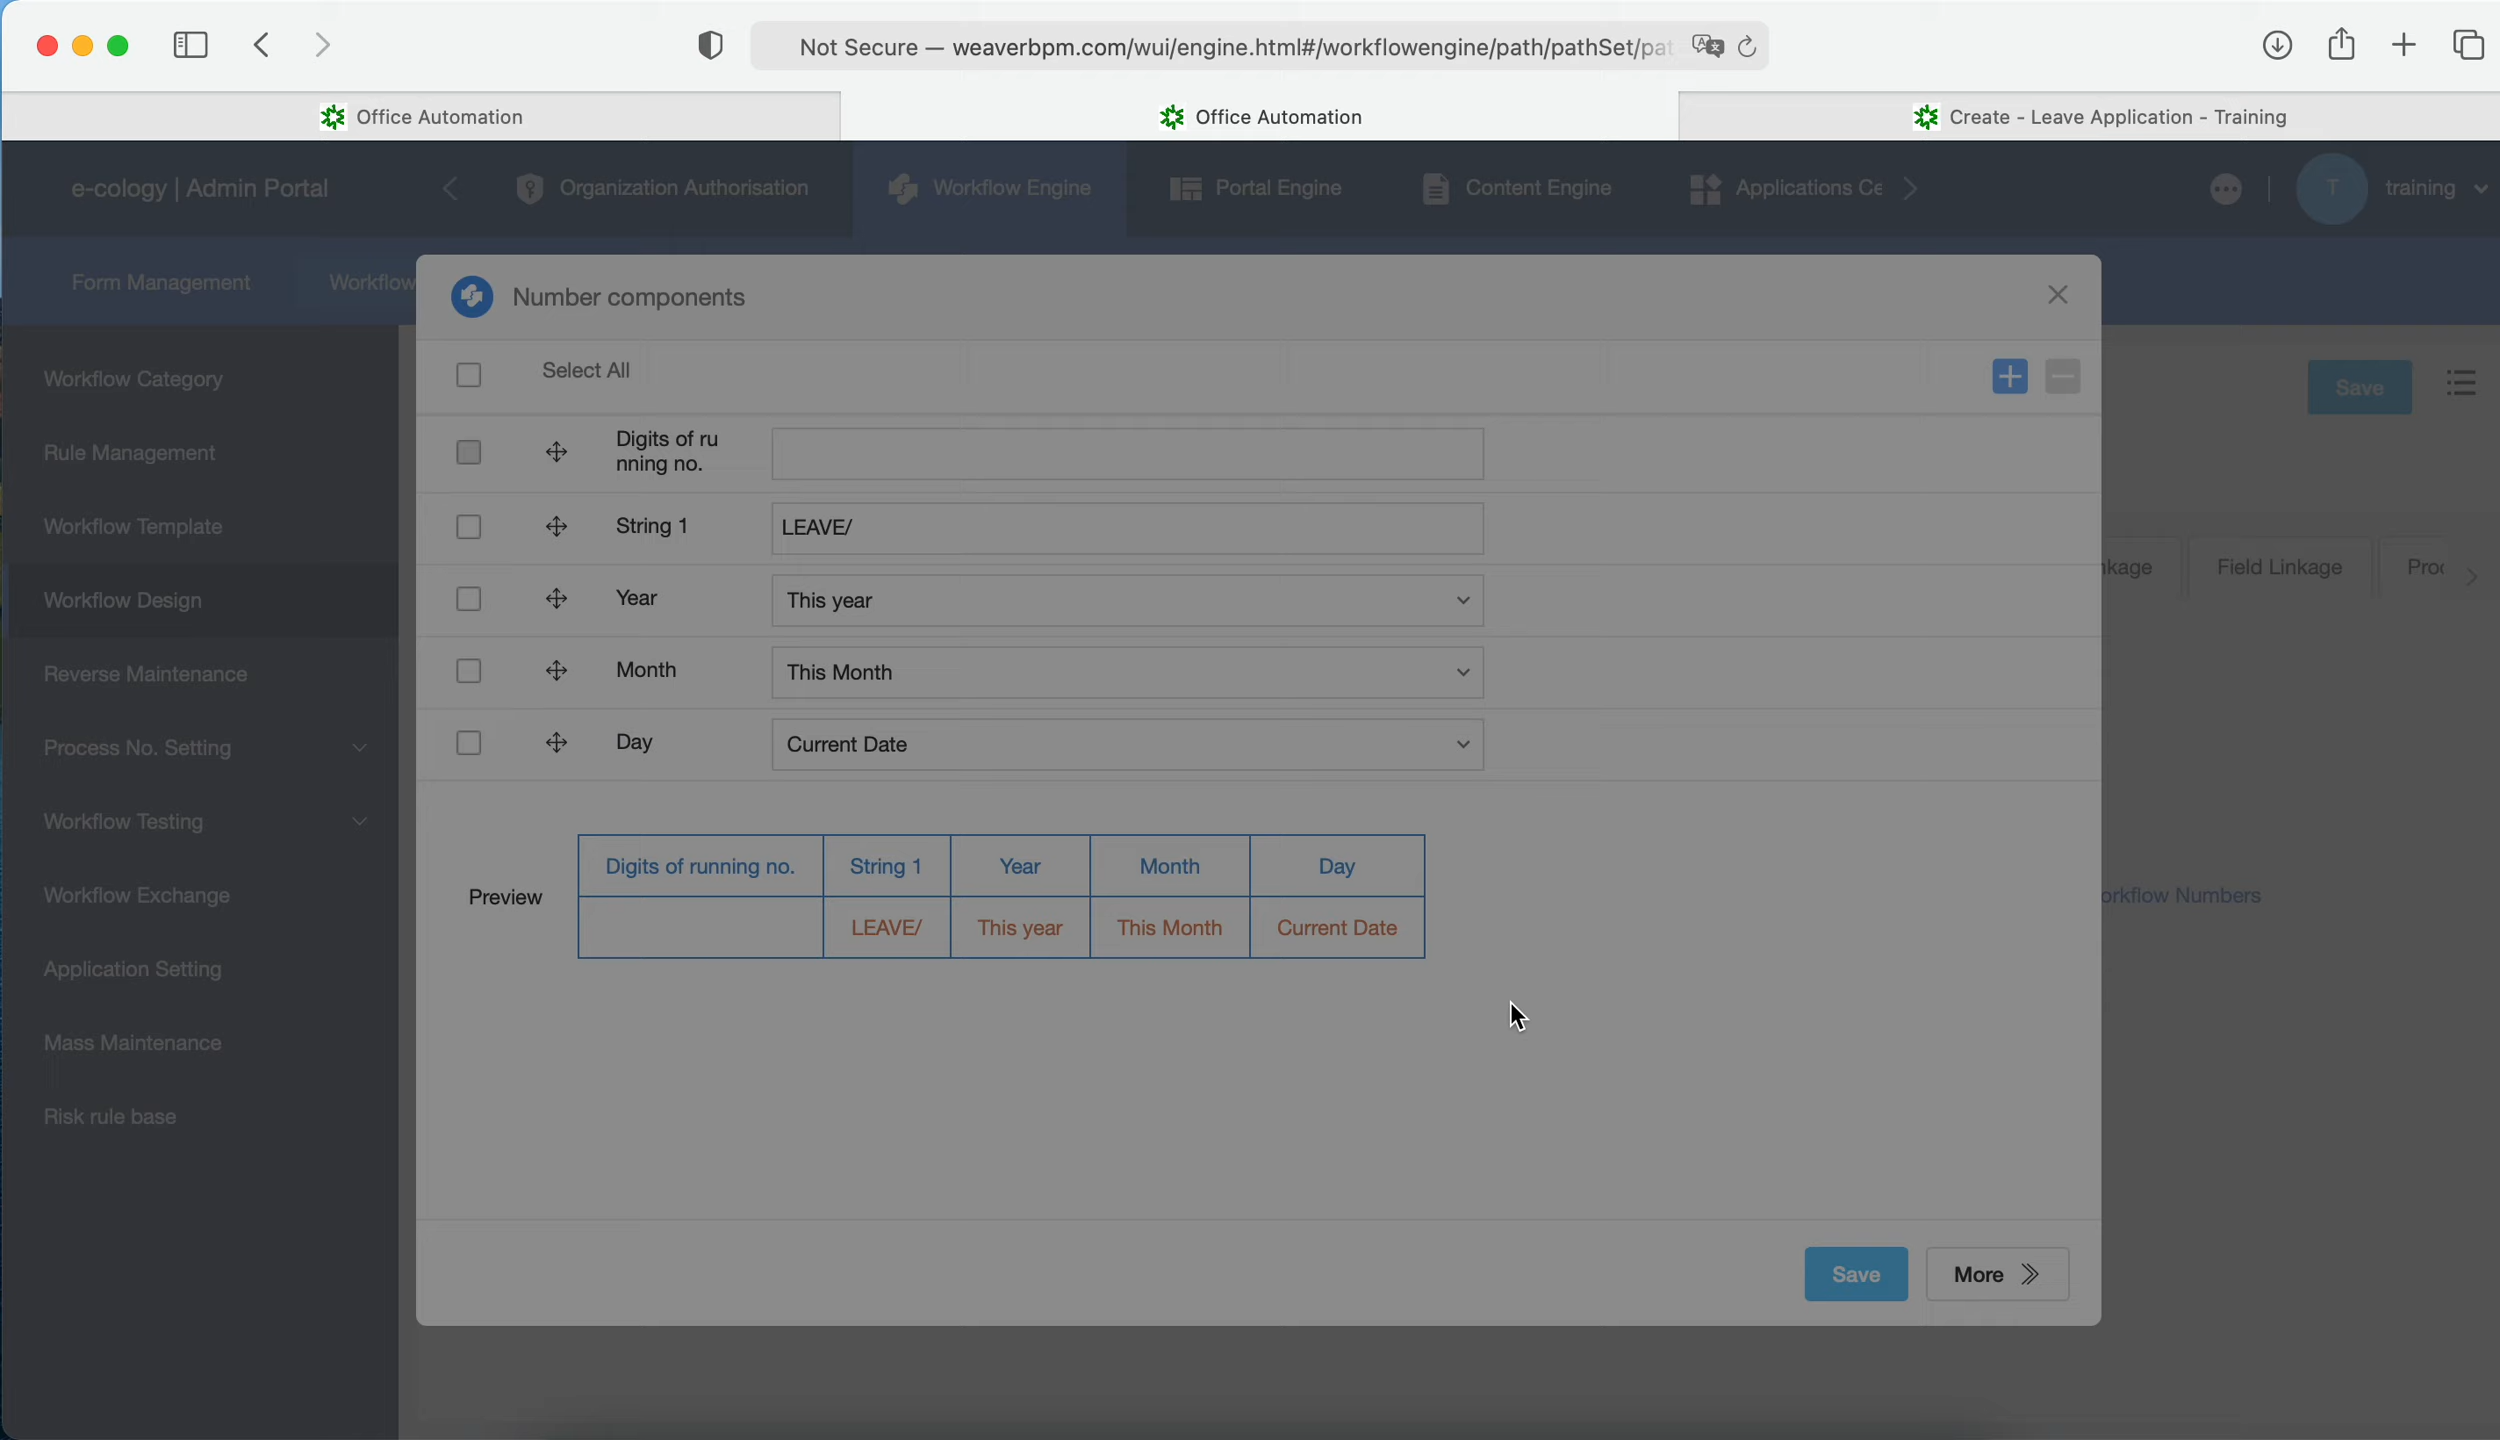 Not Secure — weaverbpm.com/wui/engine.html#/workflowengine/path/pathSet/pat
Office Automation
Office Automation
Create - Leave Application - Training
e-cology | Admin Portal
Organization Authorisation
Workflow Engine
Portal Engine
Content Engine
Applications Ce
T
training
Form Management
Workflow
Number components
Workflow Category
Rule Management
Workflow Template
Workflow Design
Reverse Maintenance
Process No. Setting
Workflow Testing
Workflow Exchange
Application Setting
Mass Maintenance
Risk rule base
Select All
Digits of ru
nning no.
String 1
LEAVE/
Year
This year
Month
This Month
Day
Current Date
Preview
Digits of running no.
String 1
Year
Month
Day
LEAVE/
This year
This Month
Current Date
Save
More
Save
nkage
Field Linkage
Proc
orkflow Numbers